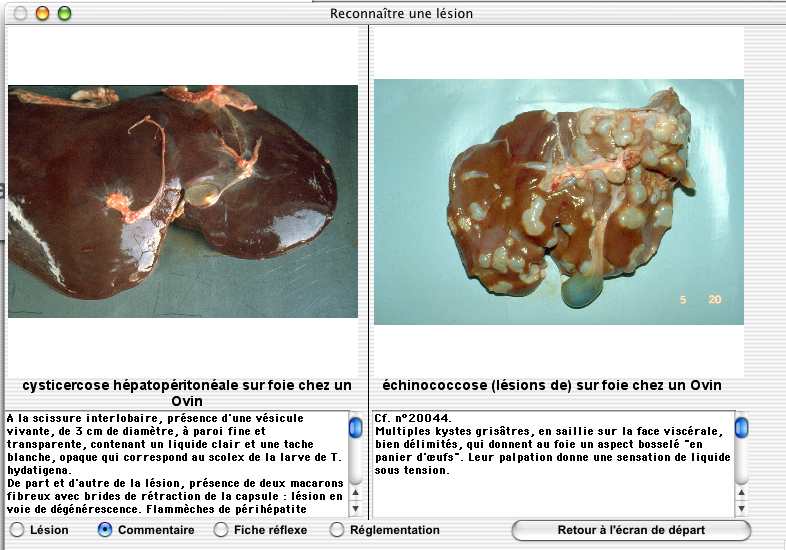 Reconnaître une lésion
cysticercose hépatopéritonéale sur foie chez un
Ovin
A la scissure interlobaire, présence d'une vésicule
vivante, de 3 cm de diamètre, à paroi fine et
transparente, contenant un liquide clair et une tache
blanche, opaque qui correspond au scolex de la larve de T.
hydatigena.
De part et d'autre de la lésion, présence de deux macarons
fibreux avec brides de rétraction de la capsule : lésion en
voie de dégénérescence. Flammèches de périhépatite
5 20
échinococcose (lésions de) sur foie chez un Ovin
Cf. n°20044.
Multiples kystes grisâtres, en saillie sur la face viscérale,
bien délimités, qui donnent au foie un aspect bosselé "en
panier d'œufs". Leur palpation donne une sensation de liquide
sous tension.
Lésion Commentaire Fiche réflexe Réglementation Retour à l'écran de départ